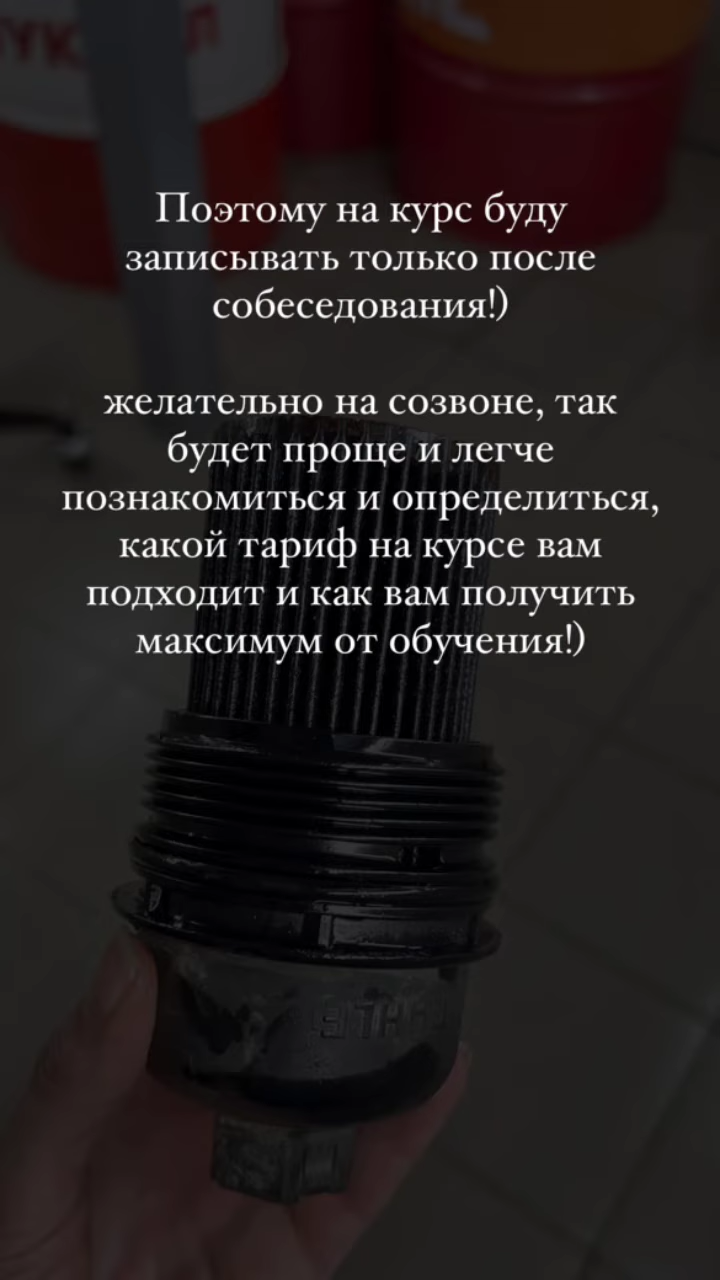 Поэтому на курс буду
записывать только после
собеседования!)
желательно на созвоне, так
будет проще и легче
познакомиться и определиться,
какой тариф на курсе вам
подходит и как вам получить
максимум от обучения!)